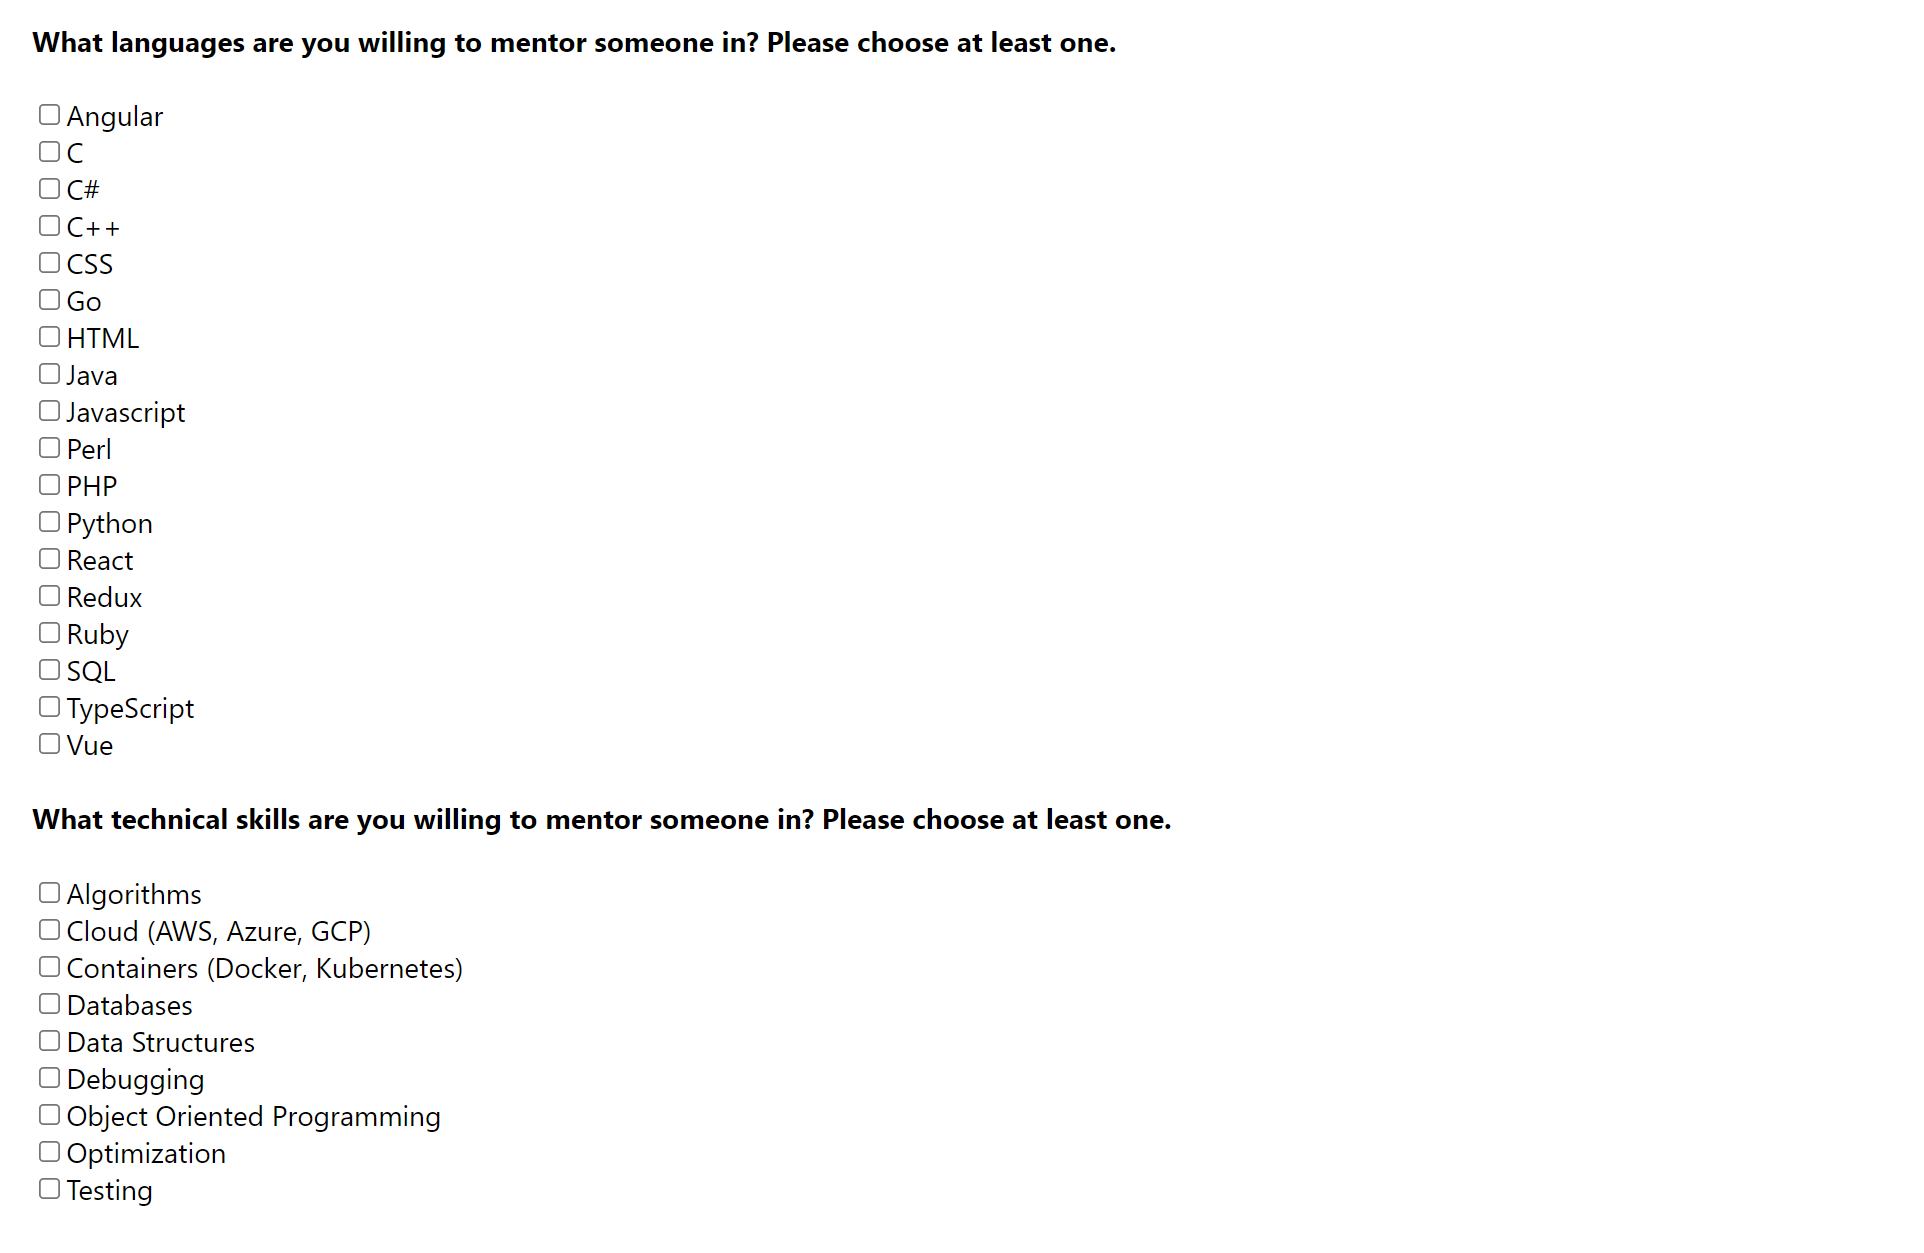 What languages are you willing to mentor someone in? Please choose at least one.
Angular
C
C#
C++
CSS
Go
HTML
Java
Javascript
Perl
PHP
Python
React
Redux
Ruby
SQL
TypeScript
Vue
What technical skills are you willing to mentor someone in? Please choose at least one.
Algorithms
Cloud (AWS, Azure, GCP)
Containers (Docker, Kubernetes)
Databases
Data Structures
Debugging
Object Oriented Programming
Optimization
Testing